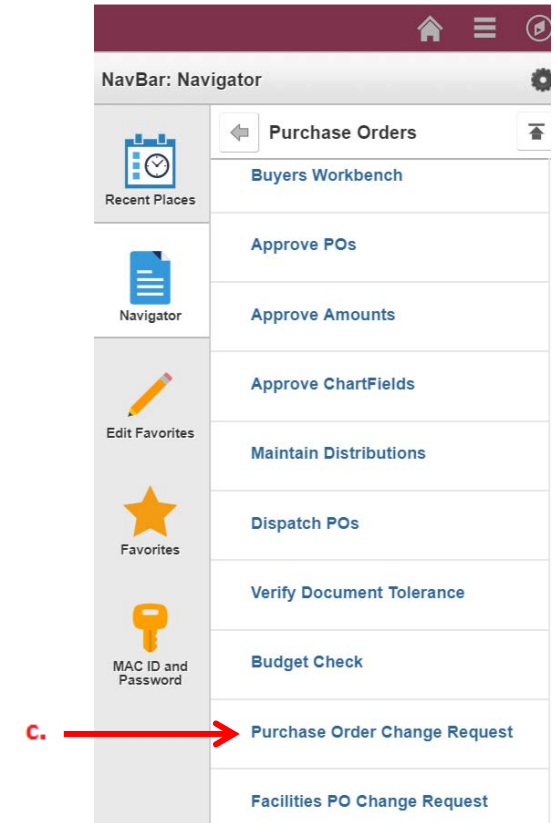 NavBar: Navigator
Purchase Orders
Recent Places
Buyers Workbench
Approve POs
Navigator
Approve Amounts
Approve ChartFields
Edit Favorites
Maintain Distributions
Dispatch POs
Favorites
Verify Document Tolerance
MAC ID and
Password
Budget Check
c.
Purchase Order Change Request
Facilities PO Change Request